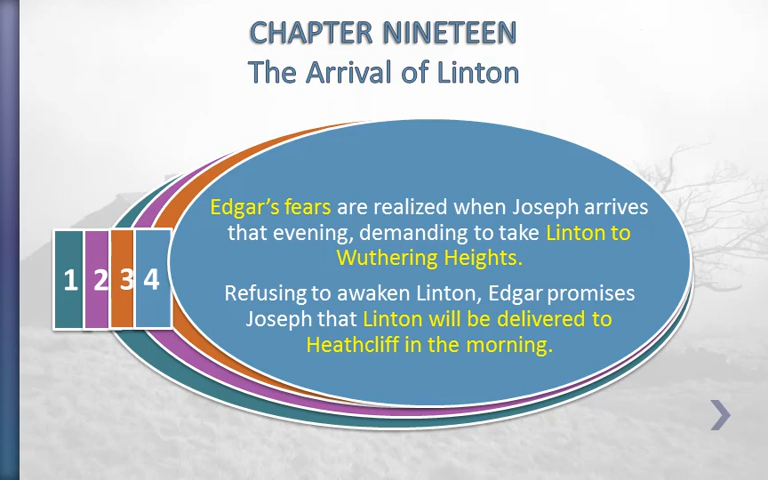 CHAPTER NINETEEN
The Arrival of Linton
Edgar's fears are realized when Joseph arrives
that evening, demanding to take Linton to
Wuthering Heights.
1 2 3 4
Refusing to awaken Linton, Edgar promises
Joseph that Linton will be delivered to
Heathcliff in the morning.